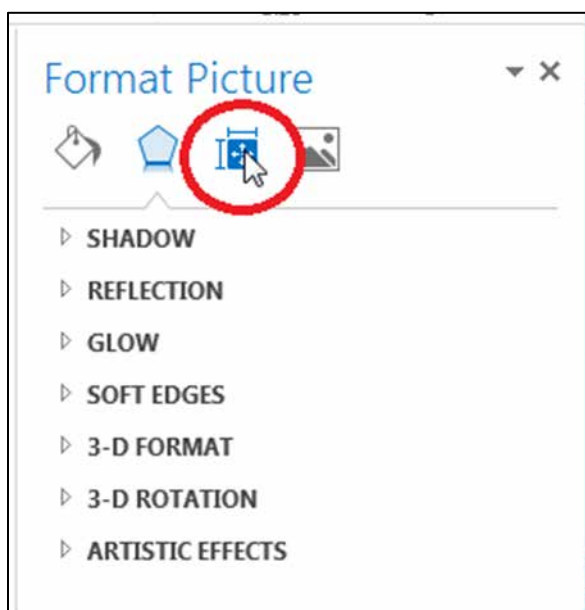 Format Picture
SHADOW
REFLECTION
GLOW
SOFT EDGES
3-D FORMAT
3-D ROTATION
ARTISTIC EFFECTS